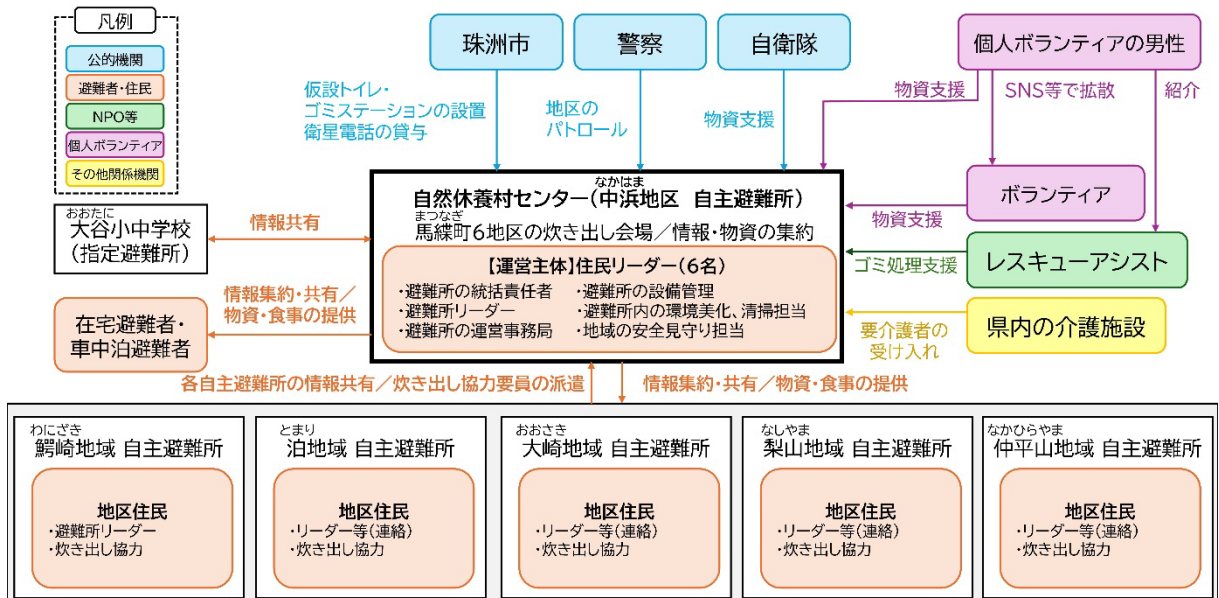 凡例
公的機関
避難者・住民
NPO等
個人ボランティア
その他関係機関
珠洲市
警察
自衛隊
個人ボランティアの男性
仮設トイレ・
ゴミステーションの設置
衛星電話の貸与
地区の
パトロール
物資支援
物資支援
SNS等で拡散
紹介
なかはま
自然休養村センター(中浜地区 自主避難所)
まつなぎ
馬緤町6地区の炊き出し会場/情報・物資の集約
【運営主体】住民リーダー(6名)
・避難所の統括責任者
・避難所リーダー
・避難所の運営事務局
・避難所の設備管理
・避難所内の環境美化、清掃担当
・地域の安全見守り担当
おおたに
大谷小中学校
(指定避難所)
情報共有
在宅避難者・
車中泊避難者
情報集約・共有/
物資・食事の提供
ボランティア
物資支援
レスキューアシスト
ゴミ処理支援
県内の介護施設
要介護者の
受け入れ
各自主避難所の情報共有/炊き出し協力要員の派遣
情報集約・共有/物資・食事の提供
わにざき
鰐崎地域 自主避難所
地区住民
・避難所リーダー
・炊き出し協力
とまり
泊地域 自主避難所
地区住民
・リーダー等(連絡)
・炊き出し協力
おおさき
大崎地域 自主避難所
地区住民
・リーダー等(連絡)
・炊き出し協力
なしやま
梨山地域 自主避難所
地区住民
・リーダー等(連絡)
・炊き出し協力
なかひらやま
仲平山地域 自主避難所
地区住民
・リーダー等(連絡)
・炊き出し協力